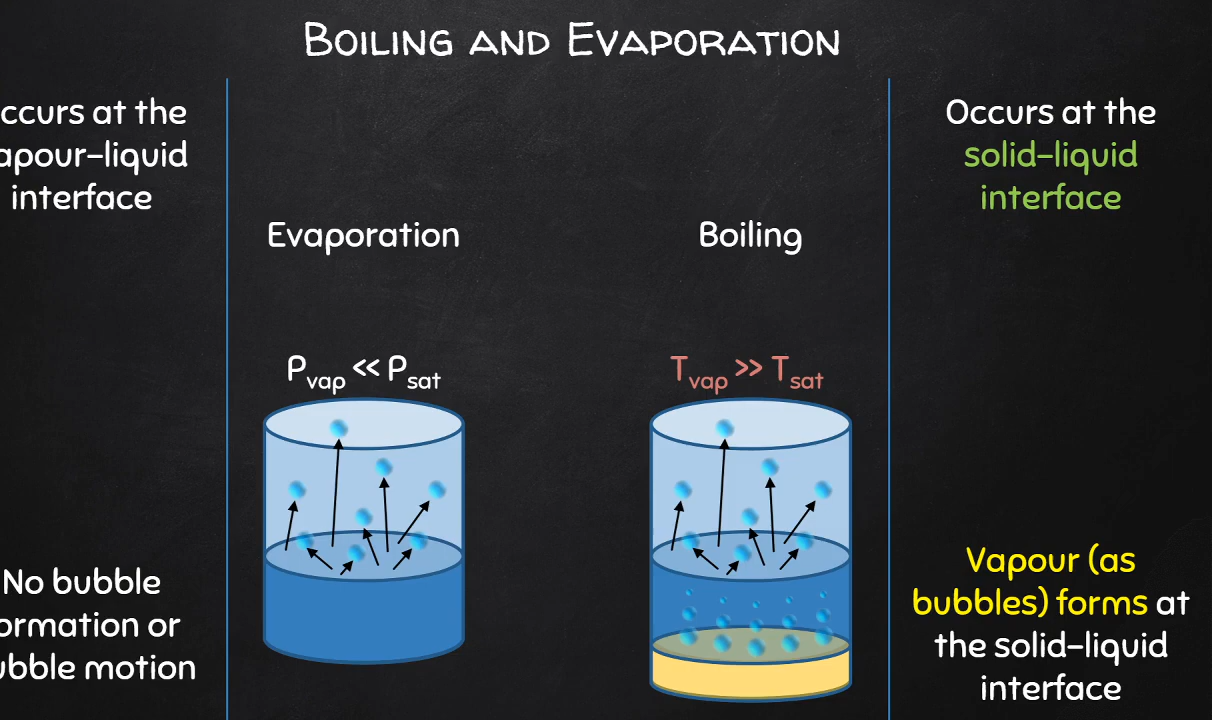 Boiling and Evaporation
ccurs at the
apour-liquid
interface
Occurs at the
solid-liquid
interface
Evaporation
Boiling
Pvap << Psat
Tvap >> Tsat
No bubble
ormation or
ubble motion
Vapour (as
bubbles) forms at
the solid-liquid
interface